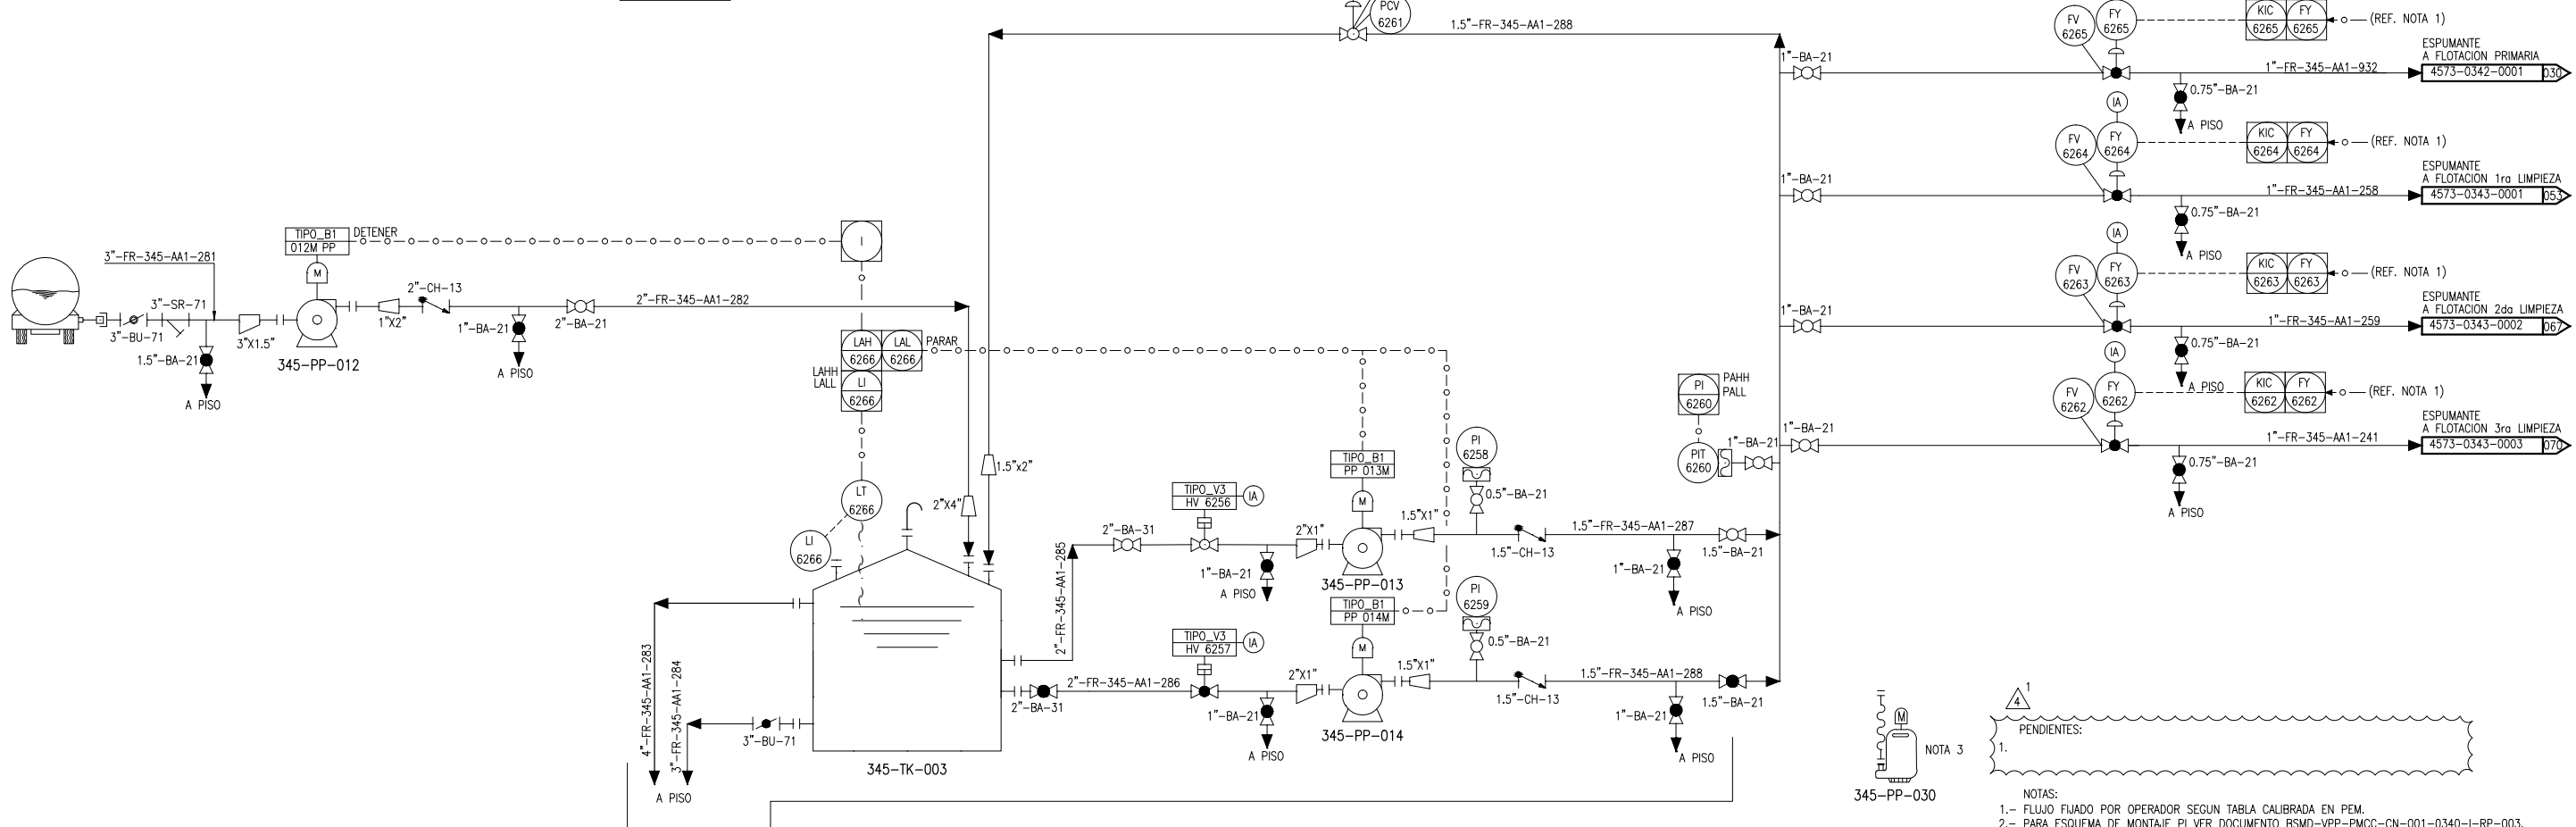 PCV
6261
1.5"-FR-345-AA1-288
FV
6265
FY
6265
KIC
6265
FY
6265
(REF. NOTA 1)
1"-BA-21
1"-FR-345-AA1-932
ESPUMANTE
A FLOTACION PRIMARIA
4573-0342-0001
030
0.75"-BA-21
A PISO
IA
FV
6264
FY
6264
KIC
6264
FY
6264
(REF. NOTA 1)
1"-BA-21
1"-FR-345-AA1-258
ESPUMANTE
A FLOTACION 1ra LIMPIEZA
4573-0343-0001
053
0.75"-BA-21
A PISO
IA
FV
6263
FY
6263
KIC
6263
FY
6263
(REF. NOTA 1)
1"-BA-21
1"-FR-345-AA1-259
ESPUMANTE
A FLOTACION 2da LIMPIEZA
4573-0343-0002
067
0.75"-BA-21
A PISO
IA
FV
6262
FY
6262
KIC
6262
FY
6262
(REF. NOTA 1)
1"-BA-21
1"-FR-345-AA1-241
ESPUMANTE
A FLOTACION 3ra LIMPIEZA
4573-0343-0003
070
0.75"-BA-21
A PISO
TIPO_B1
012M PP
DETENER
I
M
3"-FR-345-AA1-281
3"-SR-71
3"-BU-71
1.5"-BA-21
A PISO
3"X1.5"
345-PP-012
1"X2"
2"-CH-13
1"-BA-21
A PISO
2"-BA-21
2"-FR-345-AA1-282
LAH
6266
LAL
6266
PARAR
LAHH
LALL
LI
6266
LT
6266
LI
6266
2"X4"
1.5"x2"
345-TK-003
4"-FR-345-AA1-283
3"-FR-345-AA1-284
3"-BU-71
A PISO
2"-FR-345-AA1-285
2"-BA-31
TIPO_V3
HV 6256
IA
1"-BA-21
A PISO
2"X1"
TIPO_B1
PP 013M
M
345-PP-013
1.5"X1"
PI
6258
0.5"-BA-21
1.5"-CH-13
1.5"-FR-345-AA1-287
1"-BA-21
A PISO
1.5"-BA-21
PI
6260
PAHH
PALL
PIT
6260
1"-BA-21
2"-BA-31
2"-FR-345-AA1-286
TIPO_V3
HV 6257
IA
1"-BA-21
A PISO
2"X1"
TIPO_B1
PP 014M
M
345-PP-014
1.5"X1"
PI
6259
0.5"-BA-21
1.5"-CH-13
1.5"-FR-345-AA1-288
1"-BA-21
A PISO
1.5"-BA-21
M
NOTA 3
345-PP-030
1
4
PENDIENTES:
1.
NOTAS:
1.- FLUJO FIJADO POR OPERADOR SEGUN TABLA CALIBRADA EN PEM.
2.- PARA ESQUEMA DE MONTAJE PI VER DOCUMENTO BSMD-VPP-PMCC-CN-001-0340-I-RP-003.